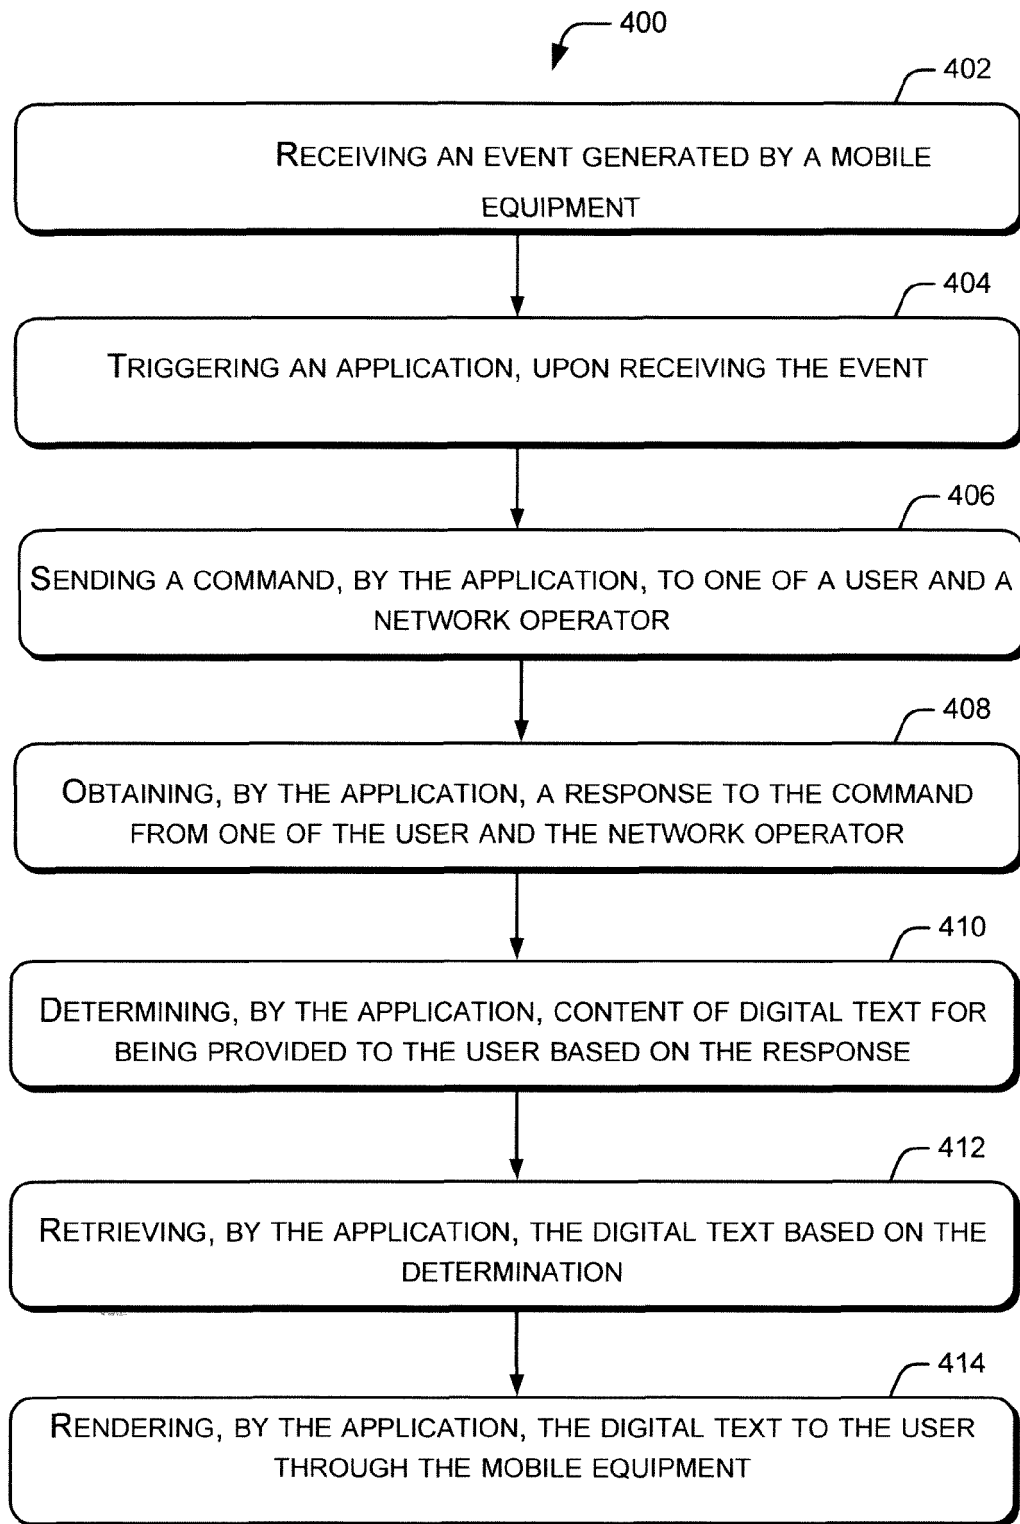 400
402
RECEIVING AN EVENT GENERATED BY A MOBILE
EQUIPMENT
404
TRIGGERING AN APPLICATION, UPON RECEIVING THE EVENT
406
SENDING A COMMAND, BY THE APPLICATION, TO ONE OF A USER AND A
NETWORK OPERATOR
408
OBTAINING, BY THE APPLICATION, A RESPONSE TO THE COMMAND
FROM ONE OF THE USER AND THE NETWORK OPERATOR
410
DETERMINING, BY THE APPLICATION, CONTENT OF DIGITAL TEXT FOR
BEING PROVIDED TO THE USER BASED ON THE RESPONSE
412
RETRIEVING, BY THE APPLICATION, THE DIGITAL TEXT BASED ON THE
DETERMINATION
414
RENDERING, BY THE APPLICATION, THE DIGITAL TEXT TO THE USER
THROUGH THE MOBILE EQUIPMENT